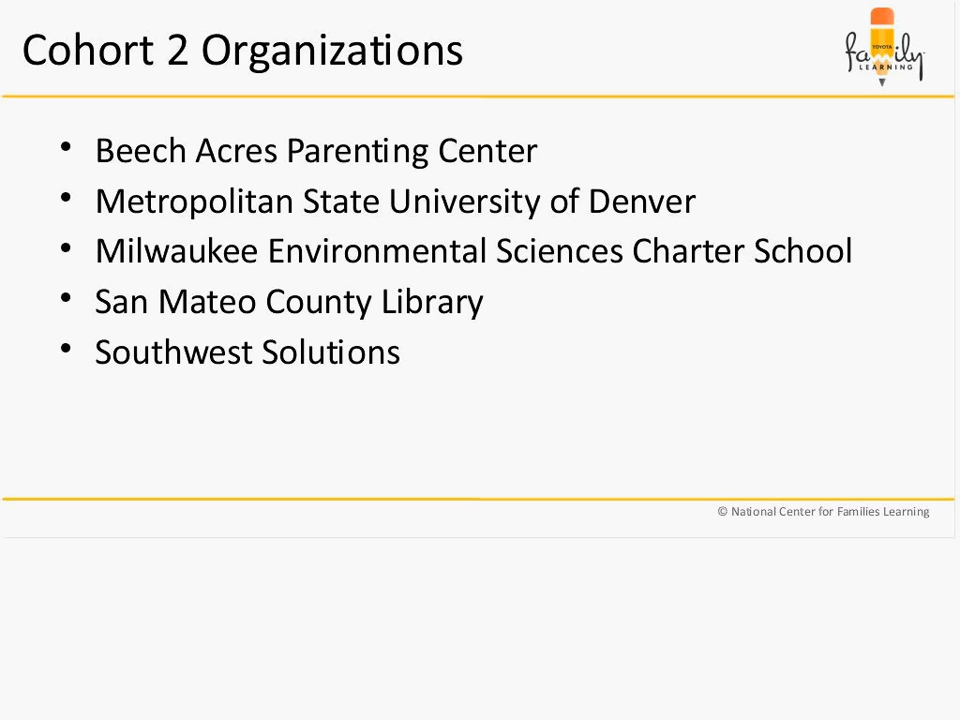 Cohort 2 Organizations
TOYOTA
family
LEARNING
• Beech Acres Parenting Center
• Metropolitan State University of Denver
• Milwaukee Environmental Sciences Charter School
• San Mateo County Library
• Southwest Solutions
© National Center for Families Learning